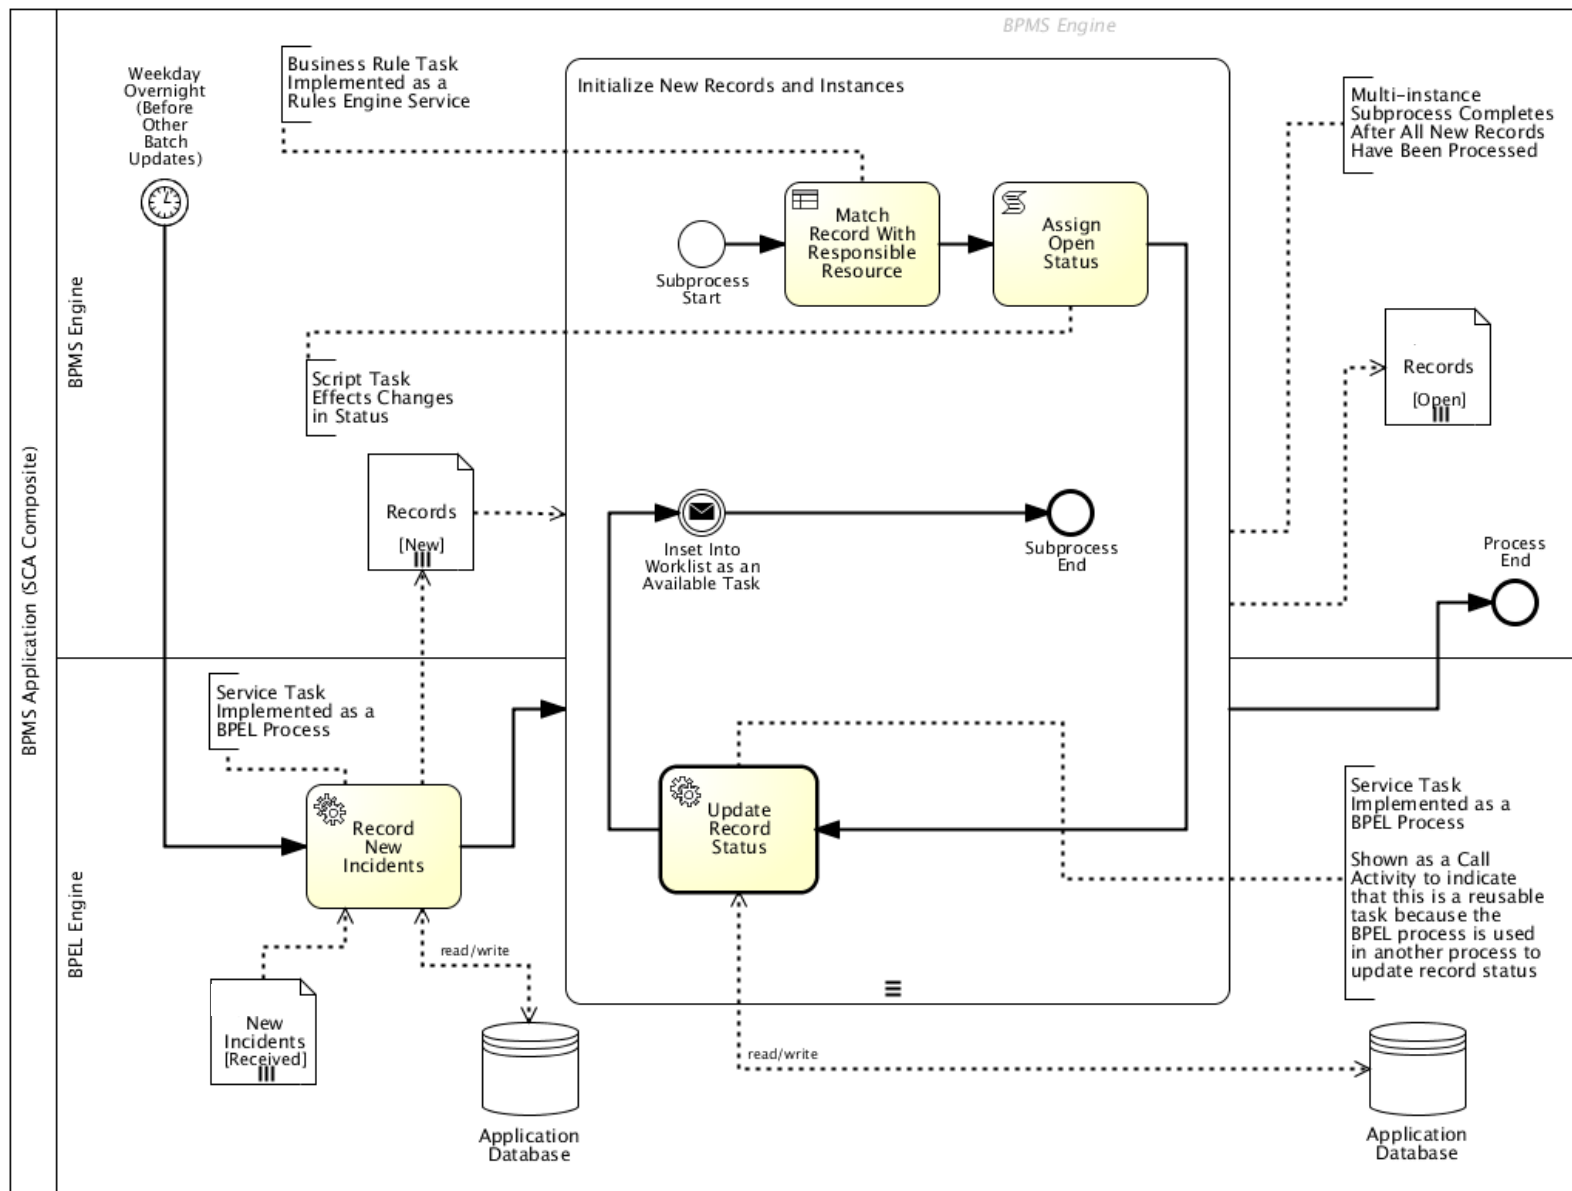 BPMS Engine
Weekday
Overnight
(Before
Other
Batch
Updates)
Business Rule Task
Implemented as a
Rules Engine Service
Initialize New Records and Instances
Multi-instance
Subprocess Completes
After All New Records
Have Been Processed
Subprocess
Start
Match
Record With
Responsible
Resource
Assign
Open
Status
BPMS Engine
Script Task
Effects Changes
in Status
Records
[Open]
Records
[New]
Inset Into
Worklist as an
Available Task
Subprocess
End
Process
End
BPMS Application (SCA Composite)
Service Task
Implemented as a
BPEL Process
Record
New
Incidents
Update
Record
Status
Service Task
Implemented as a
BPEL Process
Shown as a Call
Activity to indicate
that this is a reusable
task because the
BPEL process is used
in another process to
update record status
BPEL Engine
read/write
New
Incidents
[Received]
read/write
Application
Database
Application
Database